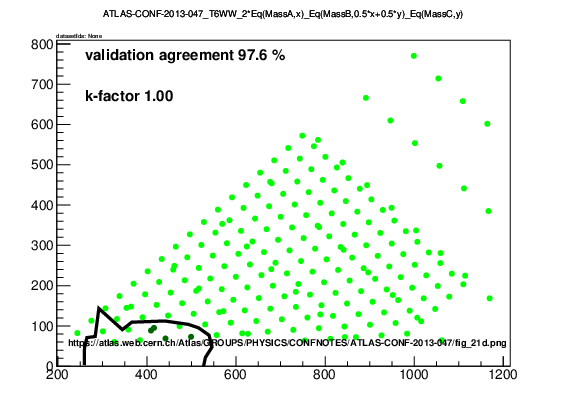 ATLAS-CONF-2013-047_T6WW_2*Eq(MassA,x)_Eq(MassB,0.5*x+0.5*y)_Eq(MassC,y)
datasetIds: None
validation agreement 97.6 %
k-factor 1.00
800
700
600
500
400
300
200
100
0
https://atlas.web.cern.ch/Atlas/GROUPS/PHYSICS/CONFNOTES/ATLAS-CONF-2013-047/fig_21d.png
200 400 600 800 1000 1200